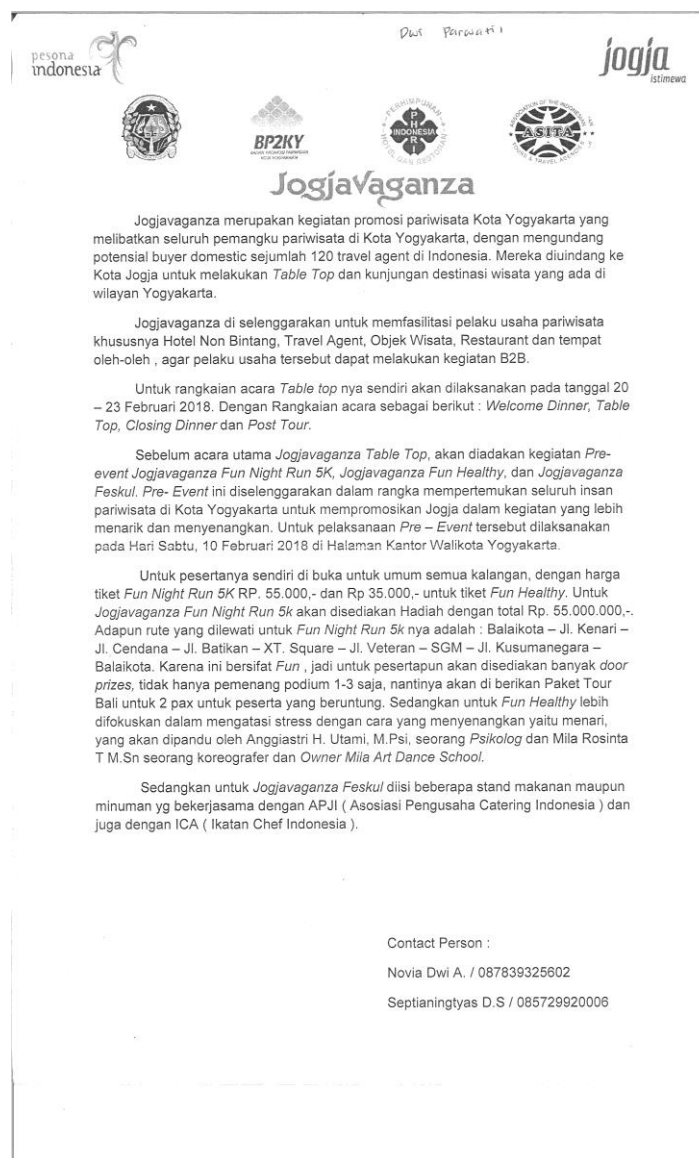 Dwi Parwati
pesona
indonesia
jogja
istimewa
BP2KY
PERHIMPUNAN
PHRI
INDONESIA
HOTEL DAN RESTORAN
ASSOCIATION OF THE INDONESIAN
ASITA
TOURS & TRAVEL AGENCIES
JogjaVaganza
Jogjavaganza merupakan kegiatan promosi pariwisata Kota Yogyakarta yang
melibatkan seluruh pemangku pariwisata di Kota Yogyakarta, dengan mengundang
potensial buyer domestic sejumlah 120 travel agent di Indonesia. Mereka diuindang ke
Kota Jogja untuk melakukan Table Top dan kunjungan destinasi wisata yang ada di
wilayan Yogyakarta.
Jogjavaganza di selenggarakan untuk memfasilitasi pelaku usaha pariwisata
khususnya Hotel Non Bintang, Travel Agent, Objek Wisata, Restaurant dan tempat
oleh-oleh , agar pelaku usaha tersebut dapat melakukan kegiatan B2B.
Untuk rangkaian acara Table top nya sendiri akan dilaksanakan pada tanggal 20
– 23 Februari 2018. Dengan Rangkaian acara sebagai berikut : Welcome Dinner, Table
Top, Closing Dinner dan Post Tour.
Sebelum acara utama Jogjavaganza Table Top, akan diadakan kegiatan Pre-
event Jogjavaganza Fun Night Run 5K, Jogjavaganza Fun Healthy, dan Jogjavaganza
Feskul. Pre- Event ini diselenggarakan dalam rangka mempertemukan seluruh insan
pariwisata di Kota Yogyakarta untuk mempromosikan Jogja dalam kegiatan yang lebih
menarik dan menyenangkan. Untuk pelaksanaan Pre – Event tersebut dilaksanakan
pada Hari Sabtu, 10 Februari 2018 di Halaman Kantor Walikota Yogyakarta.
Untuk pesertanya sendiri di buka untuk umum semua kalangan, dengan harga
tiket Fun Night Run 5K RP. 55.000,- dan Rp 35.000,- untuk tiket Fun Healthy. Untuk
Jogjavaganza Fun Night Run 5k akan disediakan Hadiah dengan total Rp. 55.000.000,-.
Adapun rute yang dilewati untuk Fun Night Run 5k nya adalah : Balaikota – Jl. Kenari –
Jl. Cendana – Jl. Batikan – XT. Square – Jl. Veteran – SGM – Jl. Kusumanegara –
Balaikota. Karena ini bersifat Fun , jadi untuk pesertapun akan disediakan banyak door
prizes, tidak hanya pemenang podium 1-3 saja, nantinya akan di berikan Paket Tour
Bali untuk 2 pax untuk peserta yang beruntung. Sedangkan untuk Fun Healthy lebih
difokuskan dalam mengatasi stress dengan cara yang menyenangkan yaitu menari,
yang akan dipandu oleh Anggiastri H. Utami, M.Psi, seorang Psikolog dan Mila Rosinta
T M.Sn seorang koreografer dan Owner Mila Art Dance School.
Sedangkan untuk Jogjavaganza Feskul diisi beberapa stand makanan maupun
minuman yg bekerjasama dengan APJI ( Asosiasi Pengusaha Catering Indonesia ) dan
juga dengan ICA ( Ikatan Chef Indonesia ).
Contact Person :
Novia Dwi A. / 087839325602
Septianingtyas D.S / 085729920006